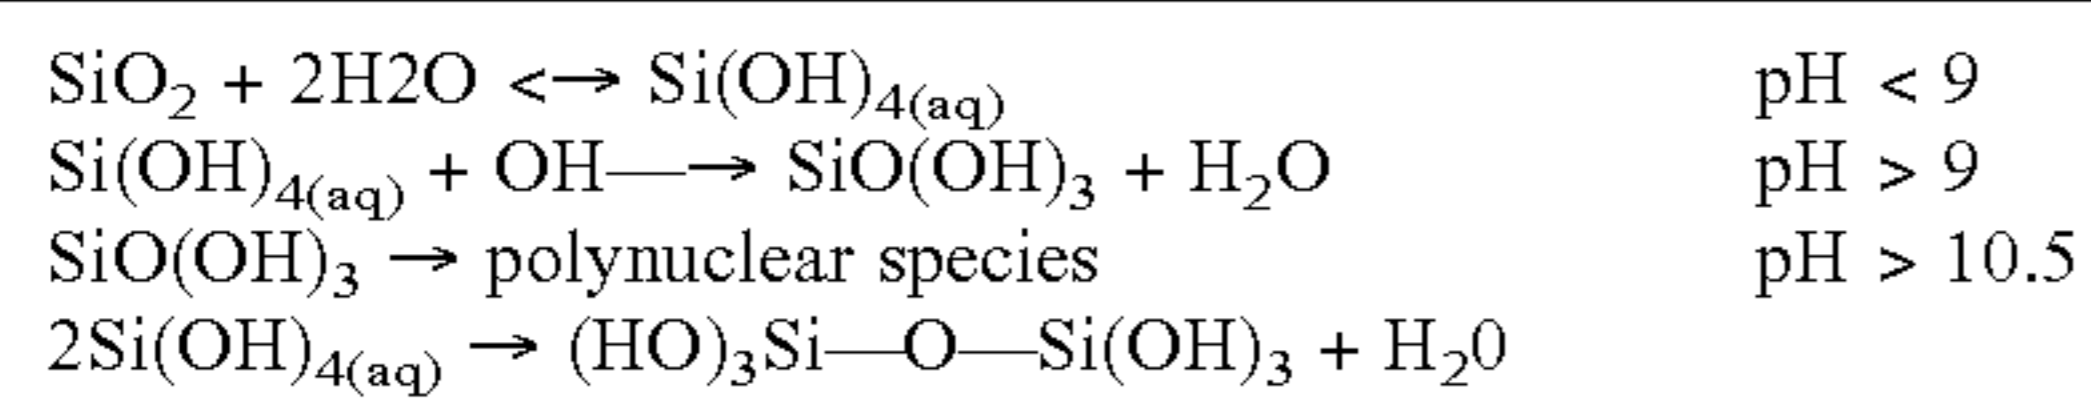 SiO₂ + 2H2O <→ Si(OH)₄₍ₐq₎ pH < 9
Si(OH)₄₍ₐq₎ + OH—→ SiO(OH)₃ + H₂O pH > 9
SiO(OH)₃ → polynuclear species pH > 10.5
2Si(OH)₄₍ₐq₎ → (HO)₃Si—O—Si(OH)₃ + H₂0